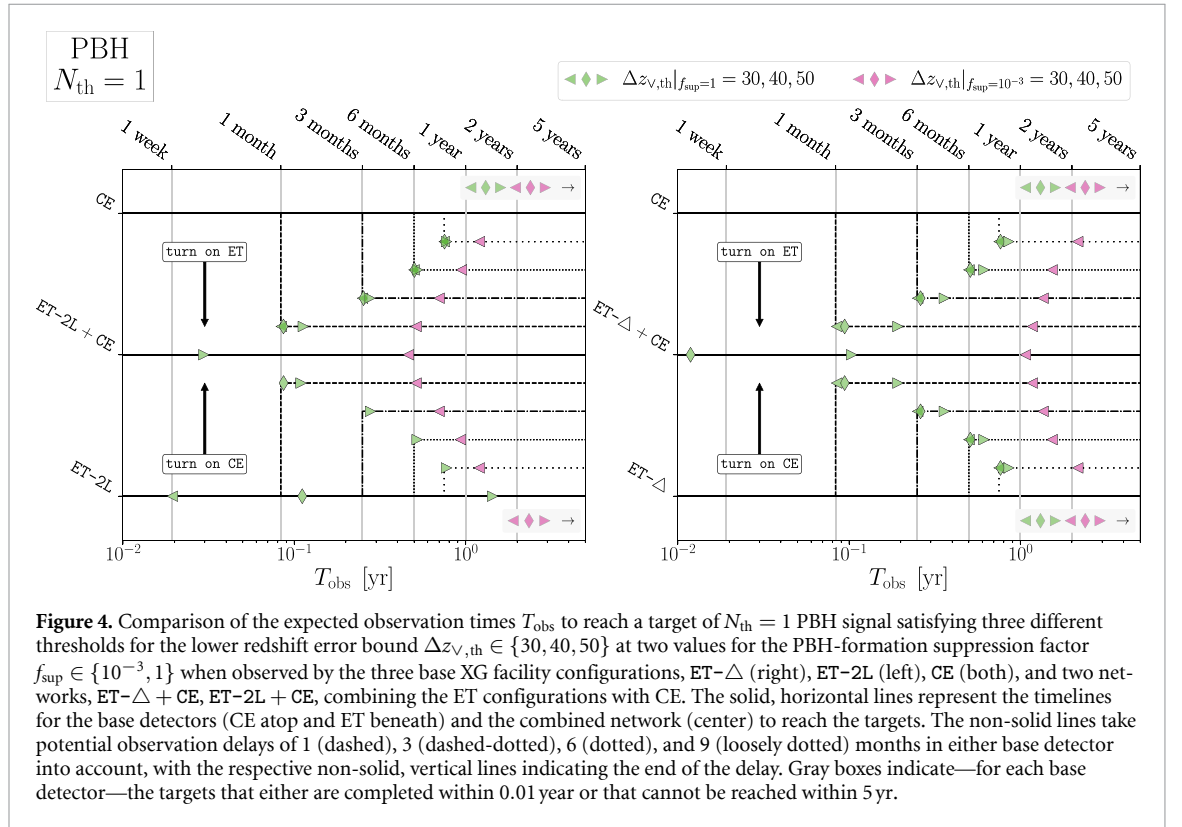 PBH
N_th = 1
Δz_∨,th|f_sup=1 = 30, 40, 50 Δz_∨,th|f_sup=10⁻³ = 30, 40, 50
1 week 1 month 3 months 6 months 1 year 2 years 5 years
1 week 1 month 3 months 6 months 1 year 2 years 5 years
→ →
CE CE
turn on ET turn on ET
ET-2L + CE ET-△ + CE
turn on CE turn on CE
ET-2L ET-△
→ →
10⁻² 10⁻¹ 10⁰ 10⁻² 10⁻¹ 10⁰
T_obs [yr] T_obs [yr]
Figure 4. Comparison of the expected observation times T_obs to reach a target of N_th = 1 PBH signal satisfying three different
thresholds for the lower redshift error bound Δz_∨,th ∈ {30, 40, 50} at two values for the PBH-formation suppression factor
f_sup ∈ {10⁻³, 1} when observed by the three base XG facility configurations, ET-△ (right), ET-2L (left), CE (both), and two net-
works, ET-△ + CE, ET-2L + CE, combining the ET configurations with CE. The solid, horizontal lines represent the timelines
for the base detectors (CE atop and ET beneath) and the combined network (center) to reach the targets. The non-solid lines take
potential observation delays of 1 (dashed), 3 (dashed-dotted), 6 (dotted), and 9 (loosely dotted) months in either base detector
into account, with the respective non-solid, vertical lines indicating the end of the delay. Gray boxes indicate—for each base
detector—the targets that either are completed within 0.01 year or that cannot be reached within 5 yr.